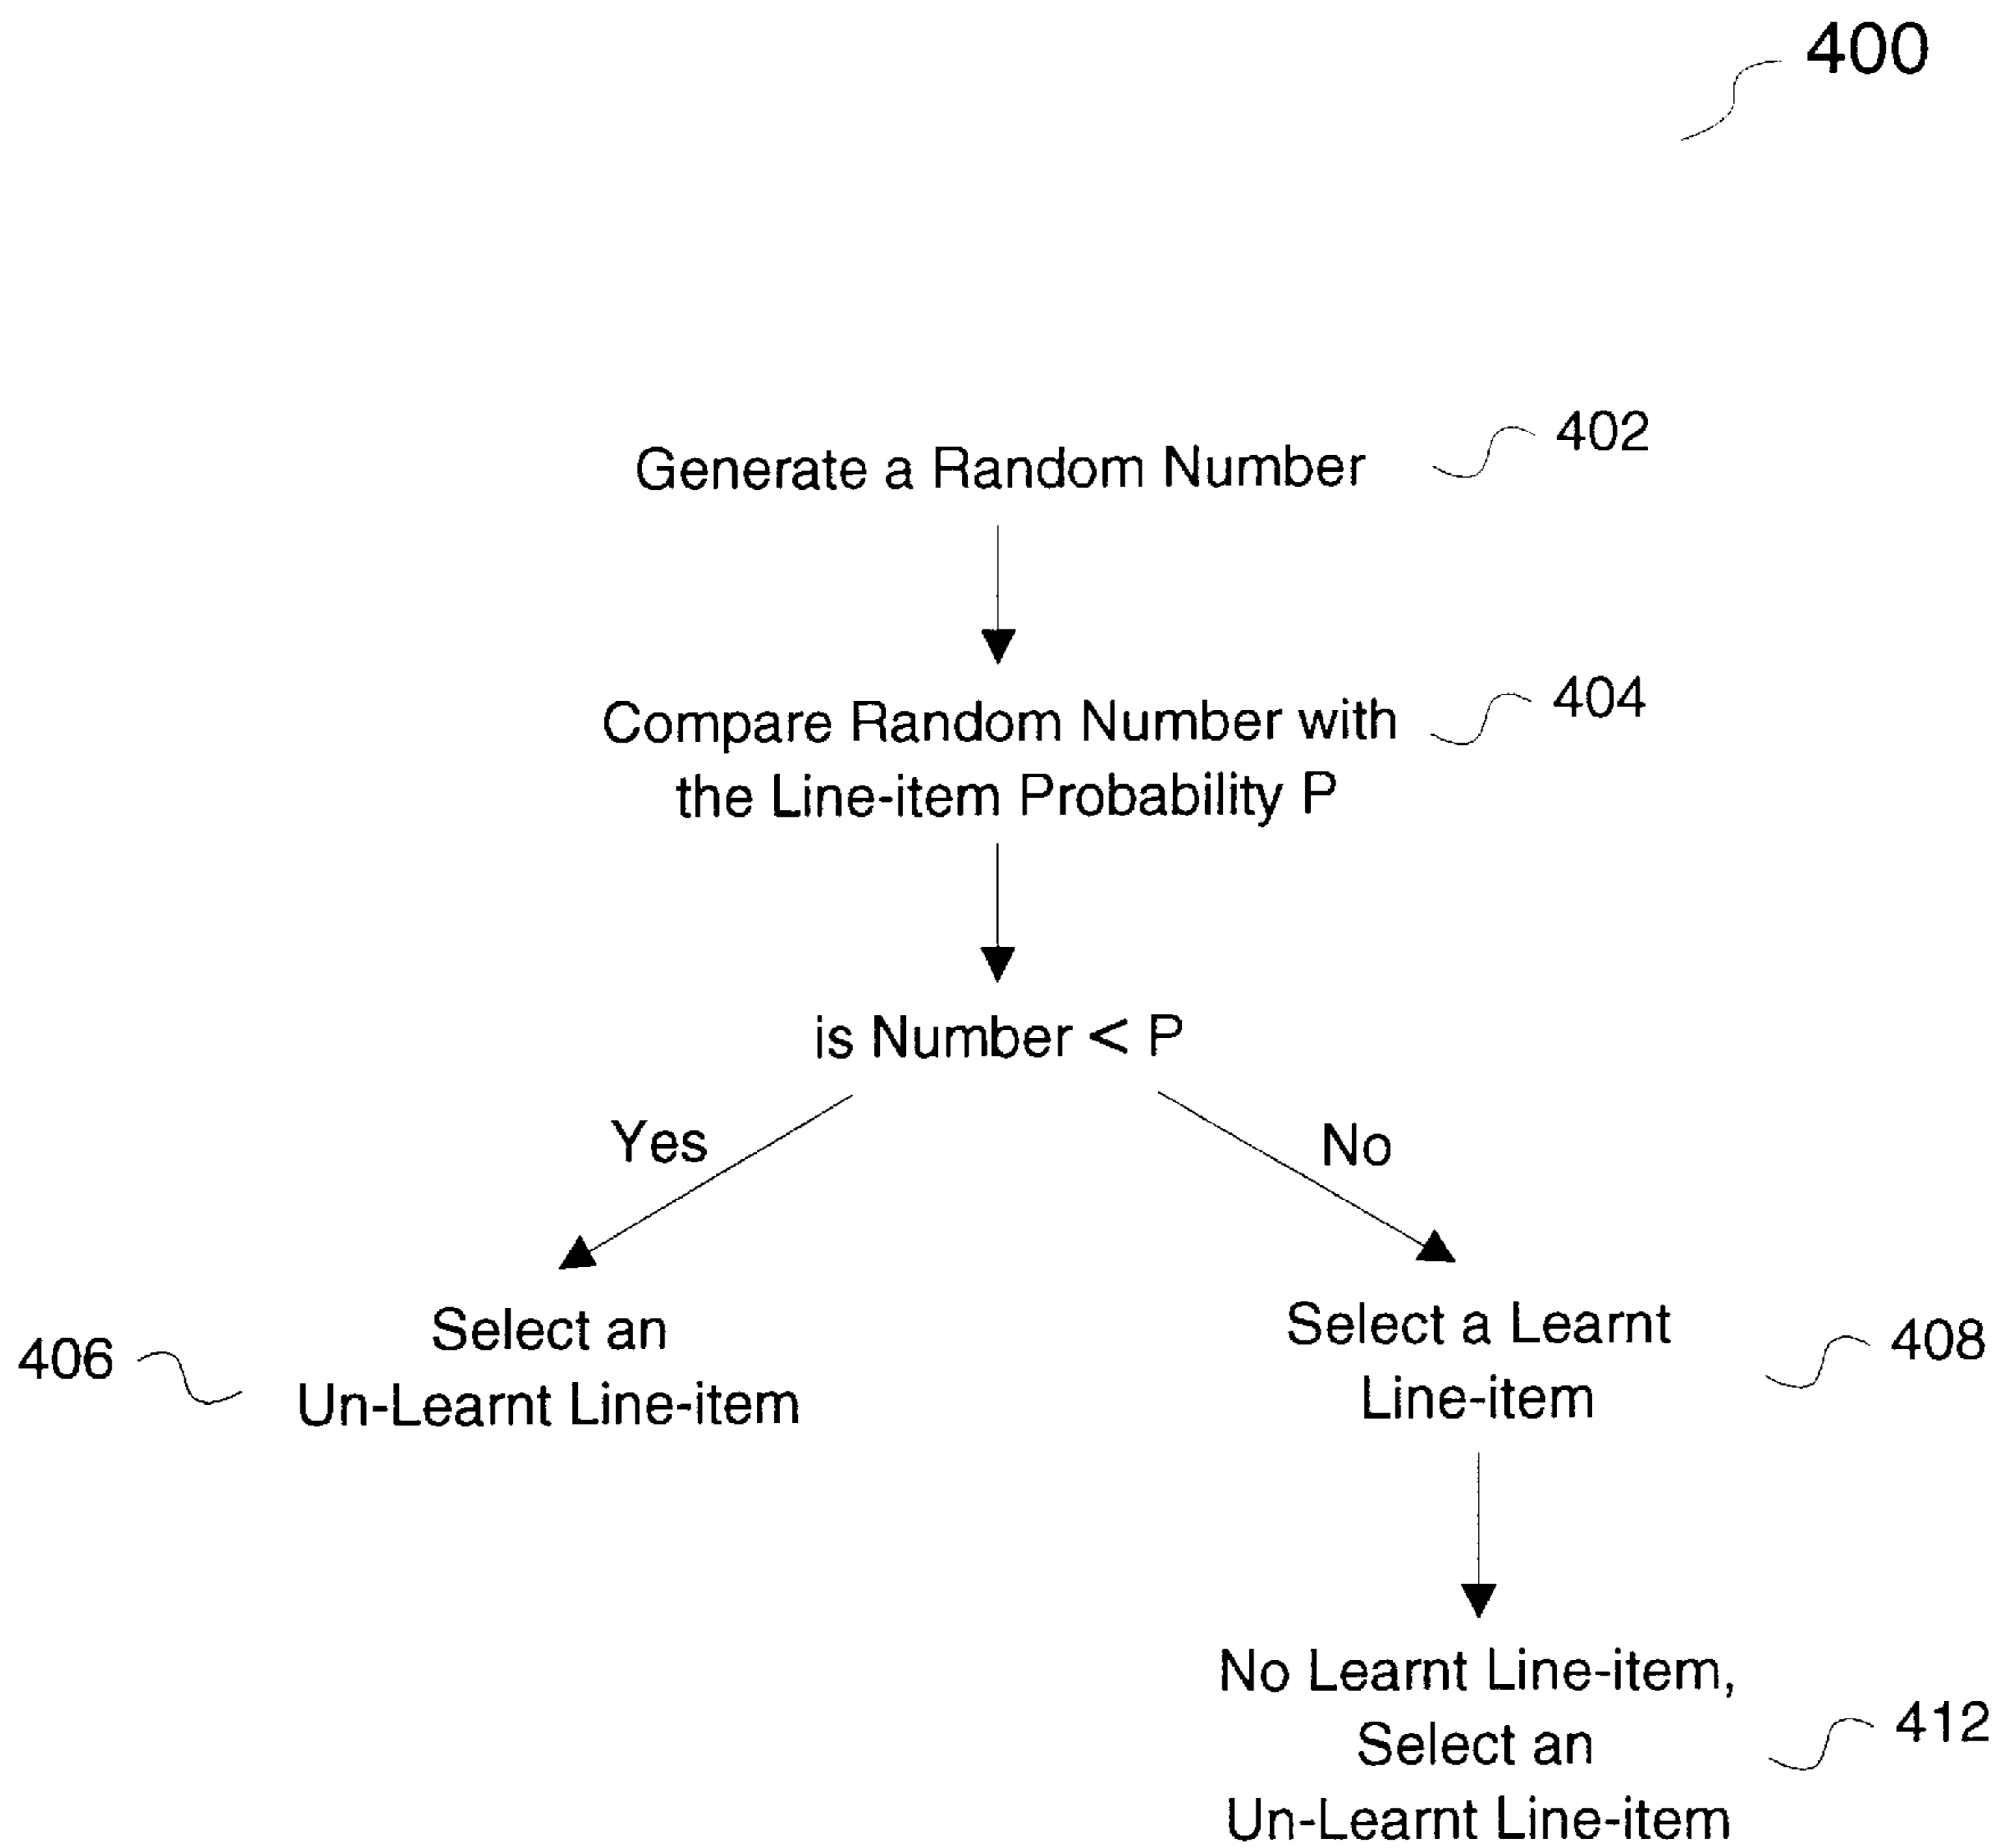 400
Generate a Random Number
402
Compare Random Number with
the Line-item Probability P
404
is Number < P
Yes
No
Select an
Un-Learnt Line-item
406
Select a Learnt
Line-item
408
No Learnt Line-item,
Select an
Un-Learnt Line-item
412